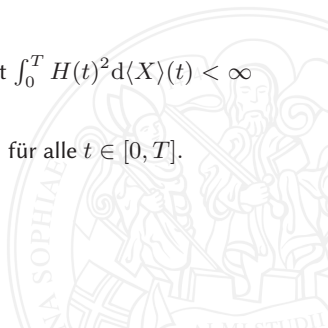 t $\int_0^T H(t)^2 \mathrm{d}\langle X\rangle(t) < \infty$
für alle $t \in [0, T]$.